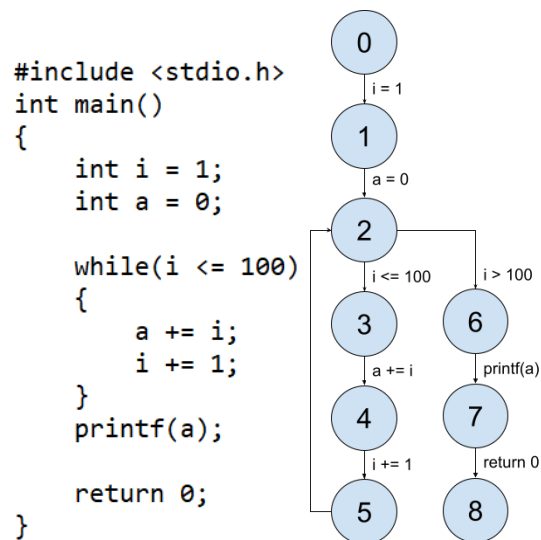 #include <stdio.h>
int main()
{
    int i = 1;
    int a = 0;

    while(i <= 100)
    {
        a += i;
        i += 1;
    }
    printf(a);

    return 0;
}
0
i = 1
1
a = 0
2
i <= 100
3
a += i
4
i += 1
5
i > 100
6
printf(a)
7
return 0
8